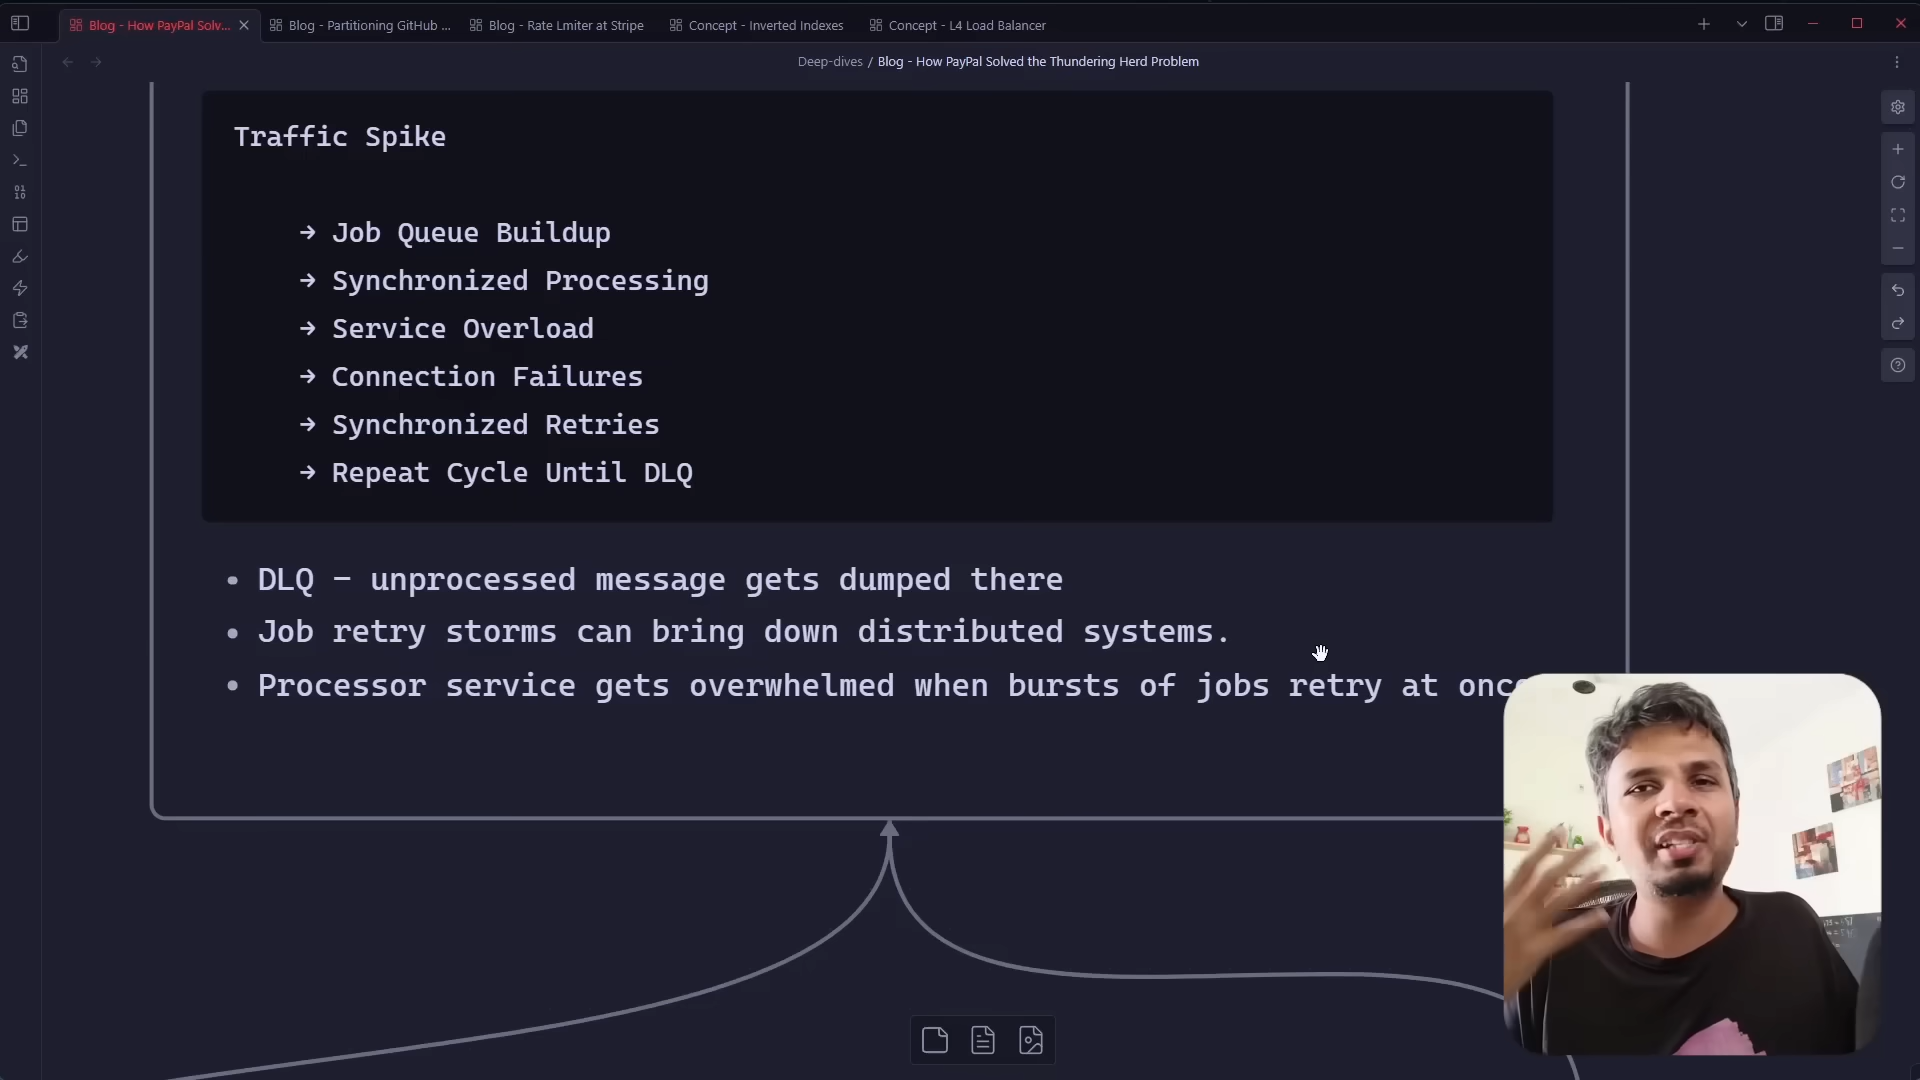 Blog - How PayPal Solv...
Blog - Partitioning GitHub ...
Blog - Rate Lmiter at Stripe
Concept - Inverted Indexes
Concept - L4 Load Balancer
Deep-dives / Blog - How PayPal Solved the Thundering Herd Problem
Traffic Spike
→ Job Queue Buildup
→ Synchronized Processing
→ Service Overload
→ Connection Failures
→ Synchronized Retries
→ Repeat Cycle Until DLQ
• DLQ – unprocessed message gets dumped there
• Job retry storms can bring down distributed systems.
• Processor service gets overwhelmed when bursts of jobs retry at once